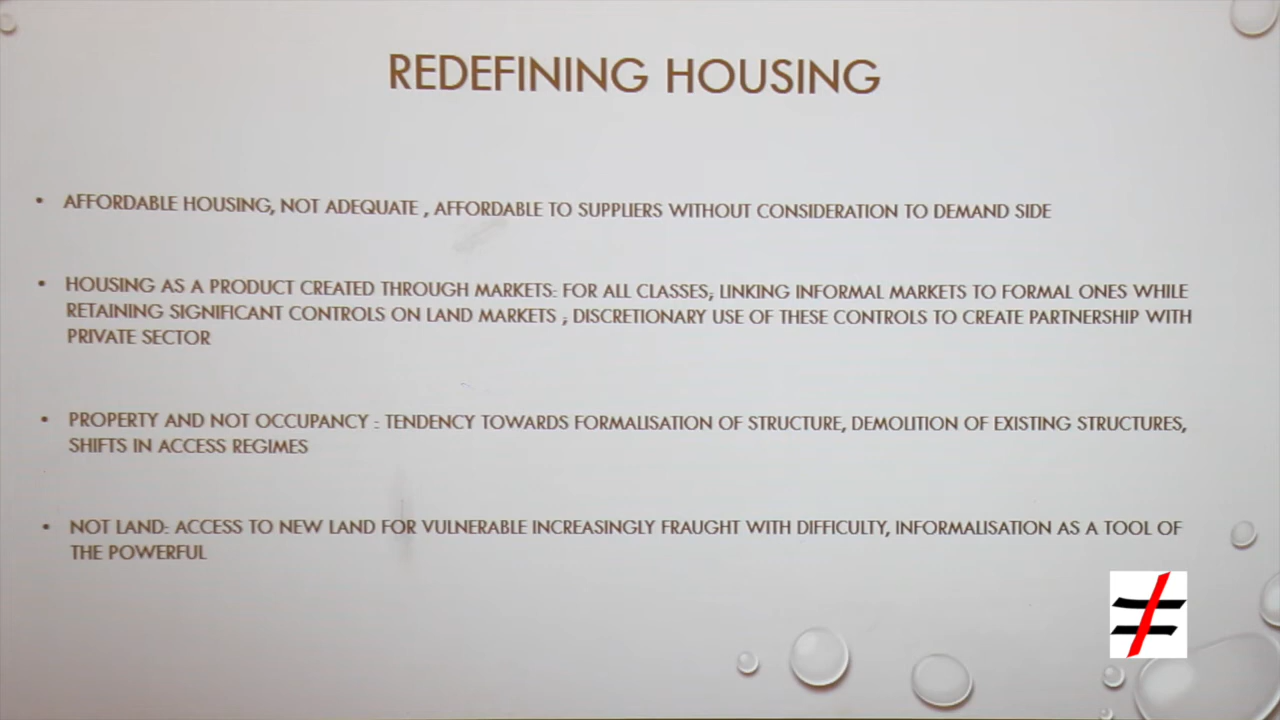 REDEFINING HOUSING
• AFFORDABLE HOUSING, NOT ADEQUATE , AFFORDABLE TO SUPPLIERS WITHOUT CONSIDERATION TO DEMAND SIDE
• HOUSING AS A PRODUCT CREATED THROUGH MARKETS: FOR ALL CLASSES; LINKING INFORMAL MARKETS TO FORMAL ONES WHILE
RETAINING SIGNIFICANT CONTROLS ON LAND MARKETS ; DISCRETIONARY USE OF THESE CONTROLS TO CREATE PARTNERSHIP WITH
PRIVATE SECTOR
• PROPERTY AND NOT OCCUPANCY : TENDENCY TOWARDS FORMALISATION OF STRUCTURE, DEMOLITION OF EXISTING STRUCTURES,
SHIFTS IN ACCESS REGIMES
• NOT LAND: ACCESS TO NEW LAND FOR VULNERABLE INCREASINGLY FRAUGHT WITH DIFFICULTY, INFORMALISATION AS A TOOL OF
THE POWERFUL